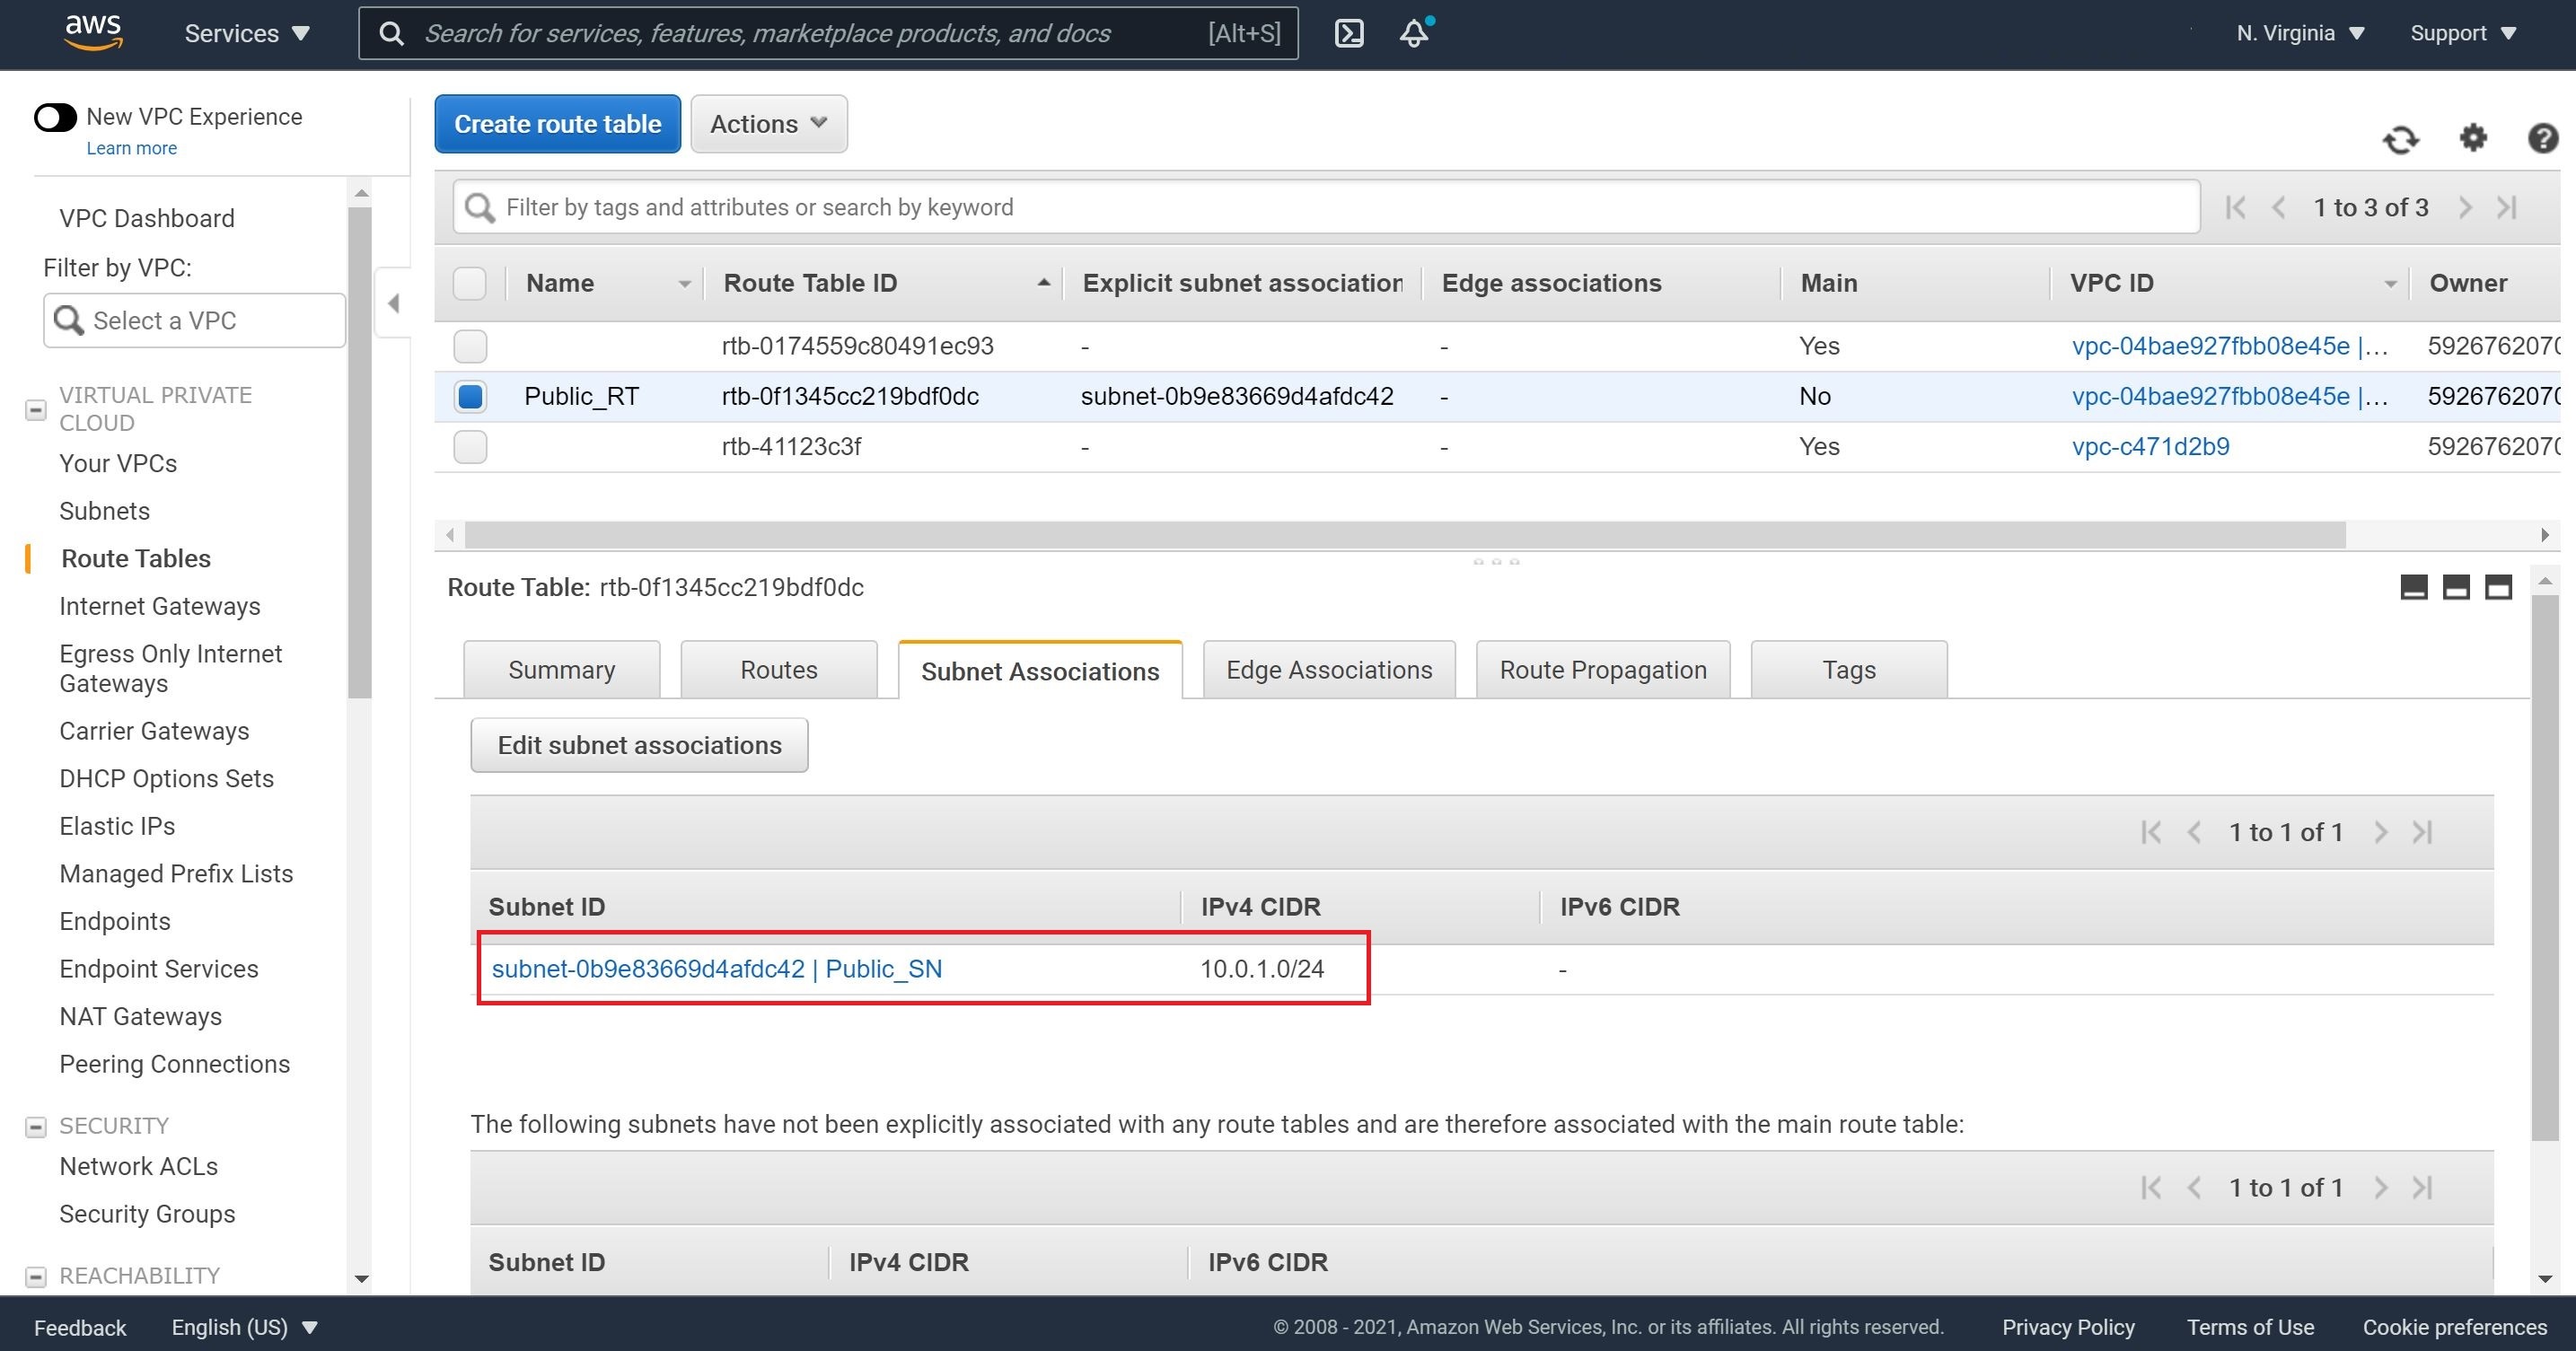 aws Services Search for services, features, marketplace products, and docs [Alt+S] N. Virginia Support
New VPC Experience
Learn more
VPC Dashboard
Filter by VPC:
Select a VPC
VIRTUAL PRIVATE
CLOUD
Your VPCs
Subnets
Route Tables
Internet Gateways
Egress Only Internet
Gateways
Carrier Gateways
DHCP Options Sets
Elastic IPs
Managed Prefix Lists
Endpoints
Endpoint Services
NAT Gateways
Peering Connections
SECURITY
Network ACLs
Security Groups
REACHABILITY
Create route table Actions
Filter by tags and attributes or search by keyword 1 to 3 of 3
Name Route Table ID Explicit subnet association Edge associations Main VPC ID Owner
rtb-0174559c80491ec93 - - Yes vpc-04bae927fbb08e45e |... 5926762070
Public_RT rtb-0f1345cc219bdf0dc subnet-0b9e83669d4afdc42 - No vpc-04bae927fbb08e45e |... 5926762070
rtb-41123c3f - - Yes vpc-c471d2b9 5926762070
Route Table: rtb-0f1345cc219bdf0dc
Summary Routes Subnet Associations Edge Associations Route Propagation Tags
Edit subnet associations
1 to 1 of 1
Subnet ID IPv4 CIDR IPv6 CIDR
subnet-0b9e83669d4afdc42 | Public_SN 10.0.1.0/24 -
The following subnets have not been explicitly associated with any route tables and are therefore associated with the main route table:
1 to 1 of 1
Subnet ID IPv4 CIDR IPv6 CIDR
Feedback English (US) © 2008 - 2021, Amazon Web Services, Inc. or its affiliates. All rights reserved. Privacy Policy Terms of Use Cookie preferences